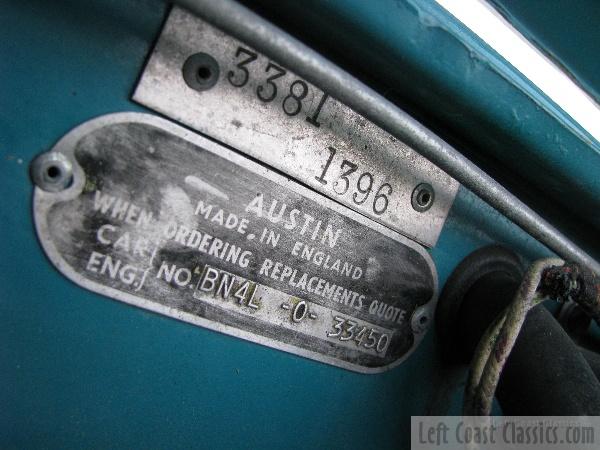 3381
1396
AUSTIN
MADE IN ENGLAND
WHEN ORDERING REPLACEMENTS QUOTE
CAR
ENG. NO. BN4L -O- 33450
Left Coast Classics.com